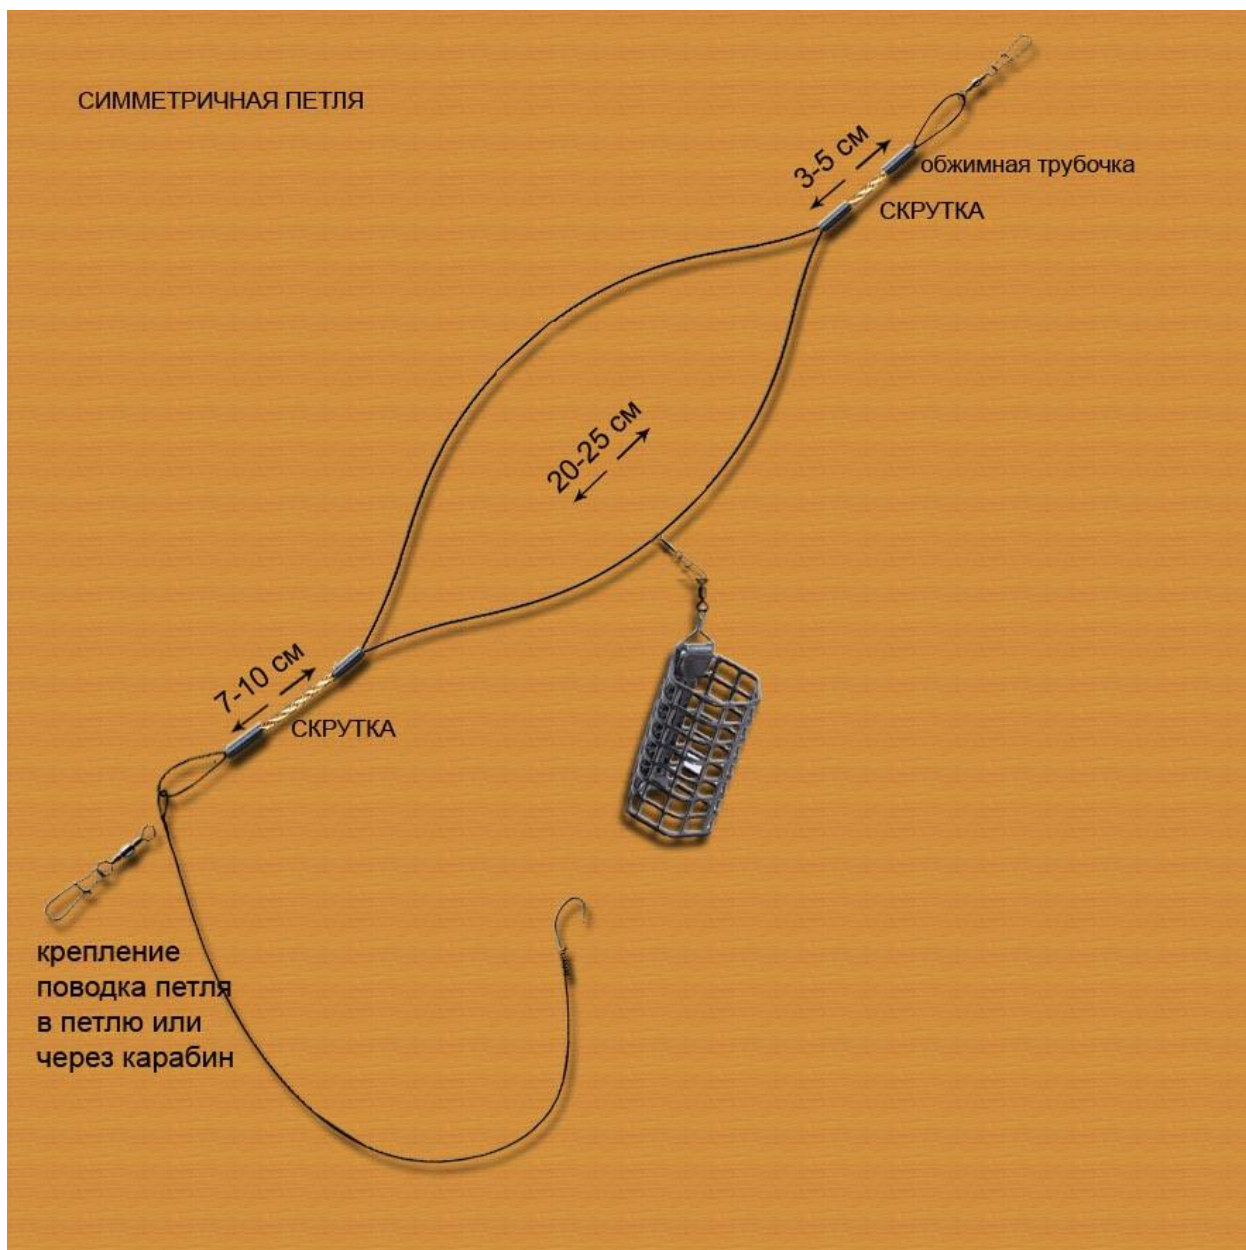 СИММЕТРИЧНАЯ ПЕТЛЯ
3-5 см
обжимная трубочка
СКРУТКА
20-25 см
7-10 см
СКРУТКА
крепление
поводка петля
в петлю или
через карабин